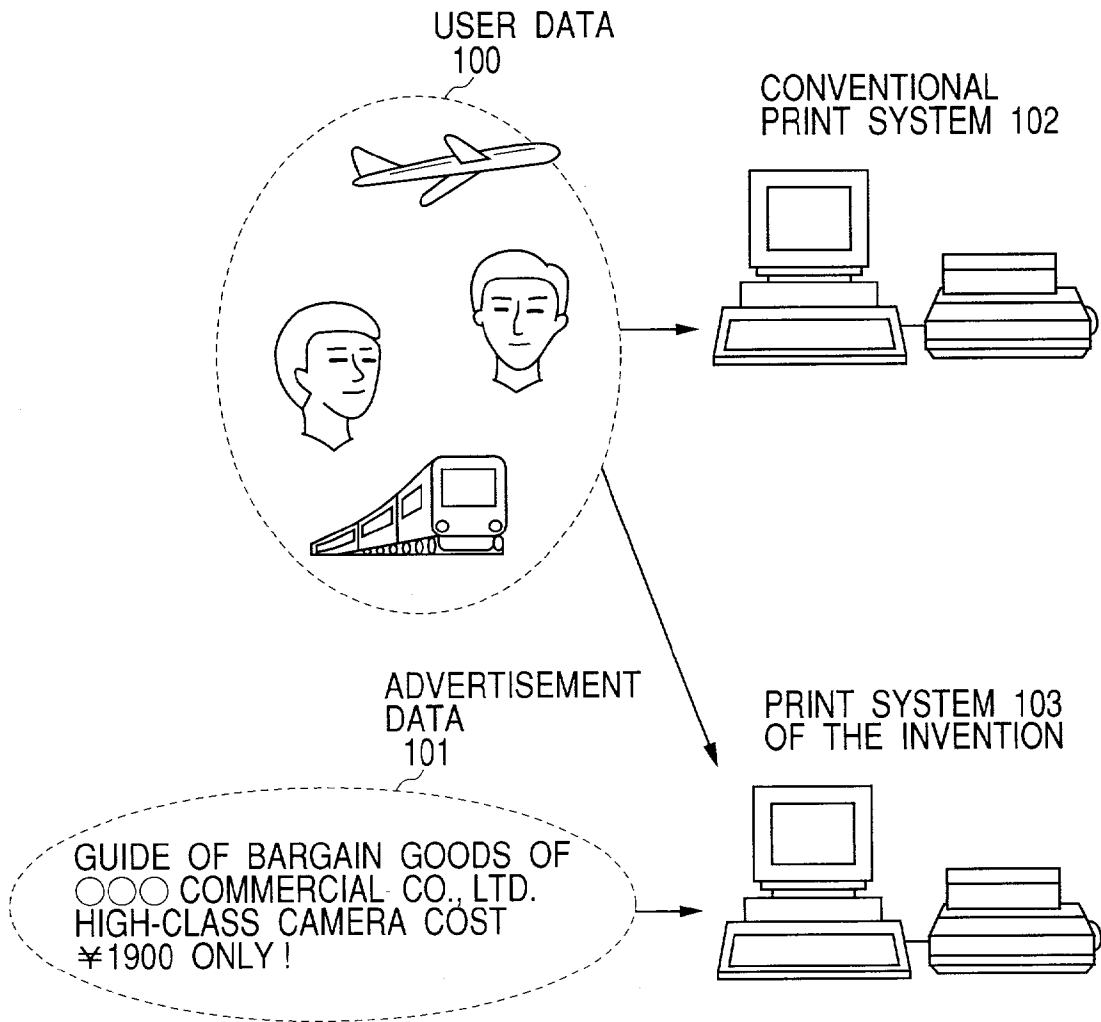 USER DATA
100
CONVENTIONAL
PRINT SYSTEM 102
ADVERTISEMENT
DATA
101
PRINT SYSTEM 103
OF THE INVENTION
GUIDE OF BARGAIN GOODS OF
○○○ COMMERCIAL CO., LTD.
HIGH-CLASS CAMERA COST
¥1900 ONLY!